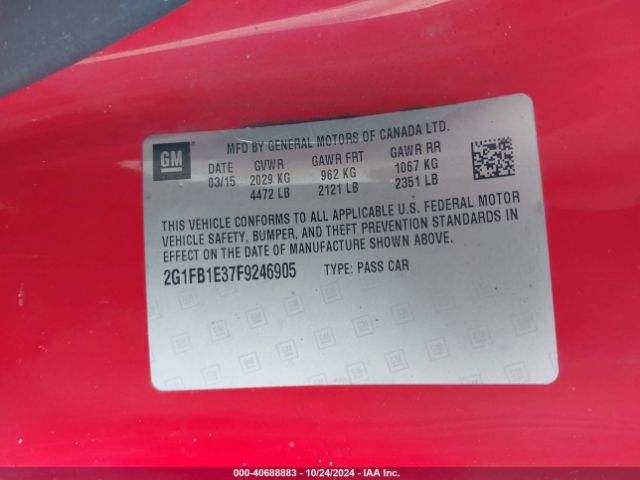 GM
MFD BY GENERAL MOTORS OF CANADA LTD.
DATE GVWR GAWR FRT GAWR RR
03/15 2029 KG 962 KG 1067 KG
4472 LB 2121 LB 2351 LB
THIS VEHICLE CONFORMS TO ALL APPLICABLE U.S. FEDERAL MOTOR
VEHICLE SAFETY, BUMPER, AND THEFT PREVENTION STANDARDS IN
EFFECT ON THE DATE OF MANUFACTURE SHOWN ABOVE.
2G1FB1E37F9246905 TYPE: PASS CAR
000-40688883 - 10/24/2024 - IAA Inc.